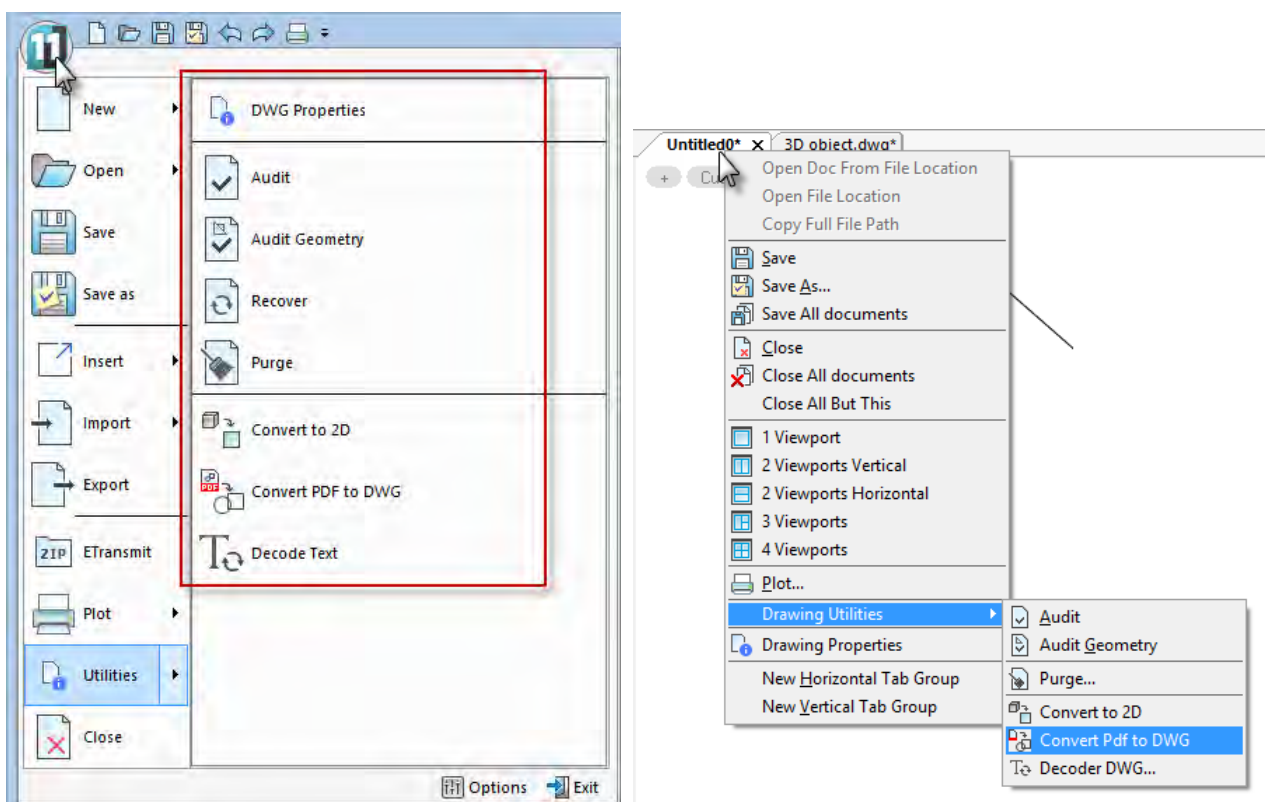 11
New
Open
Save
Save as
Insert
Import
Export
ZIP ETransmit
Plot
Utilities
Close
DWG Properties
Audit
Audit Geometry
Recover
Purge
Convert to 2D
PDF Convert PDF to DWG
Decode Text
Options Exit
Untitled0* 3D object.dwg*
+ Cu
Open Doc From File Location
Open File Location
Copy Full File Path
Save
Save As...
Save All documents
Close
Close All documents
Close All But This
1 Viewport
2 Viewports Vertical
2 Viewports Horizontal
3 Viewports
4 Viewports
Plot...
Drawing Utilities
Drawing Properties
New Horizontal Tab Group
New Vertical Tab Group
Audit
Audit Geometry
Purge...
Convert to 2D
Convert Pdf to DWG
Decoder DWG...